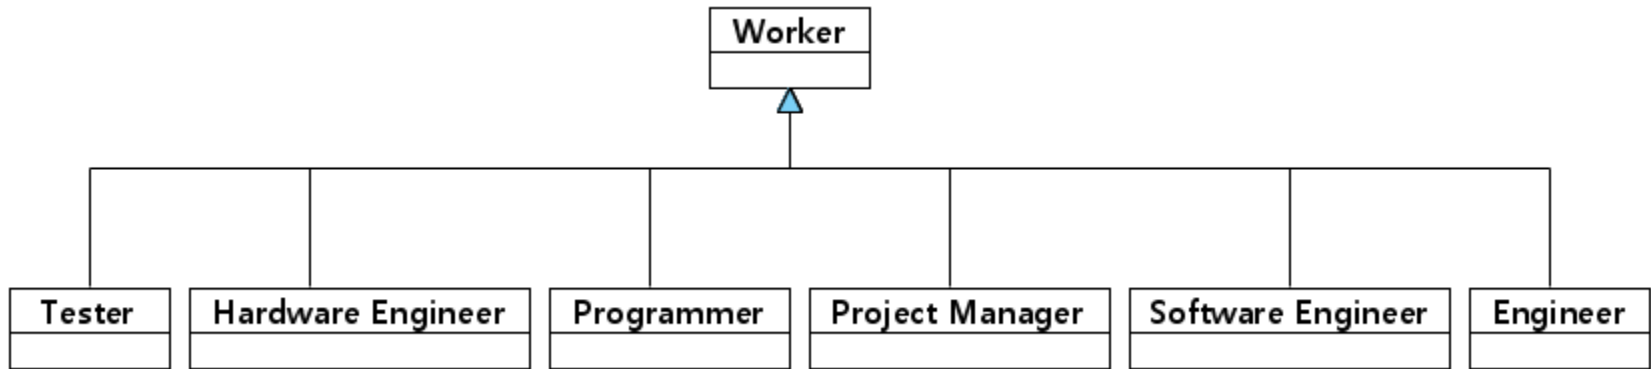 Worker
Tester
Hardware Engineer
Programmer
Project Manager
Software Engineer
Engineer